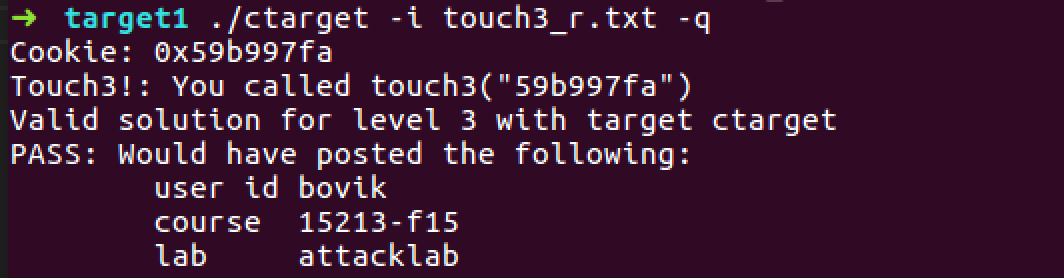 ➜  target1 ./ctarget -i touch3_r.txt -q
Cookie: 0x59b997fa
Touch3!: You called touch3("59b997fa")
Valid solution for level 3 with target ctarget
PASS: Would have posted the following:
        user id bovik
        course  15213-f15
        lab     attacklab